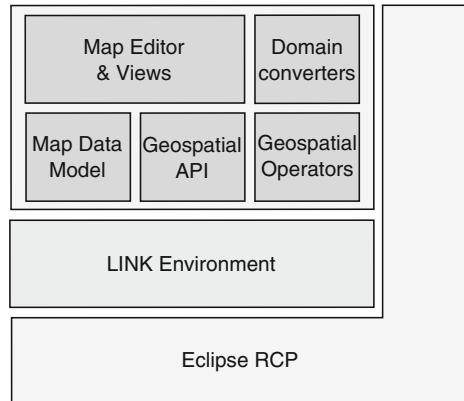 Map Editor
& Views
Domain
converters
Map Data
Model
Geospatial
API
Geospatial
Operators
LINK Environment
Eclipse RCP